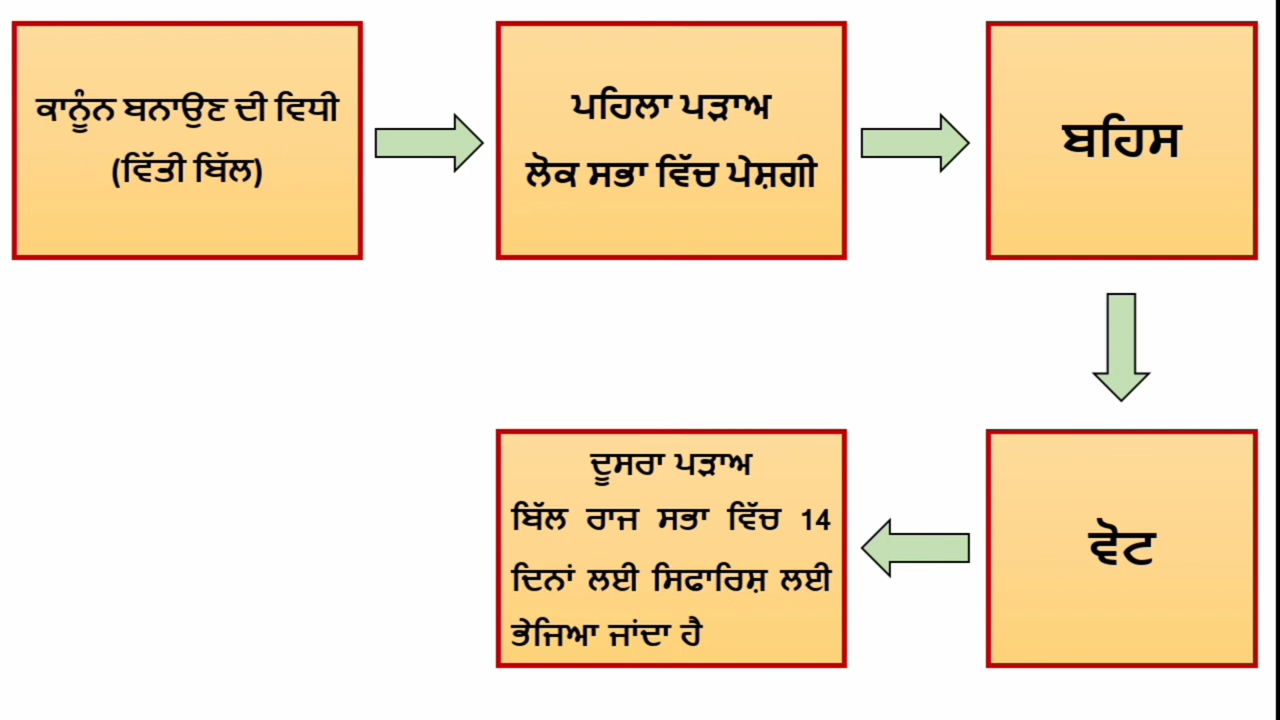 ਕਾਨੂੰਨ ਬਨਾਉਣ ਦੀ ਵਿਧੀ
(ਵਿੱਤੀ ਬਿੱਲ)
ਪਹਿਲਾ ਪੜਾਅ
ਲੋਕ ਸਭਾ ਵਿੱਚ ਪੇਸ਼ਗੀ
ਬਹਿਸ
ਵੋਟ
ਦੂਸਰਾ ਪੜਾਅ
ਬਿੱਲ ਰਾਜ ਸਭਾ ਵਿੱਚ 14
ਦਿਨਾਂ ਲਈ ਸਿਫਾਰਿਸ਼ ਲਈ
ਭੇਜਿਆ ਜਾਂਦਾ ਹੈ